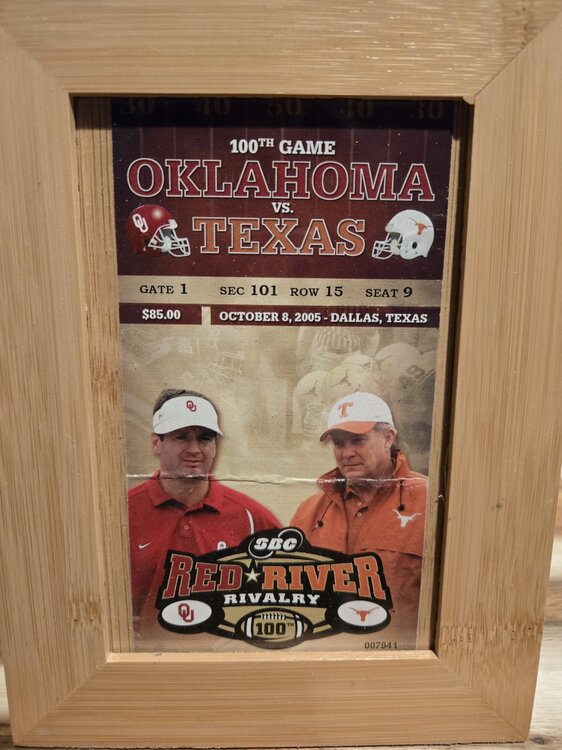 30 40 50 40 30
100TH GAME
OKLAHOMA
VS.
TEXAS
OU
GATE 1 SEC 101 ROW 15 SEAT 9
$85.00 OCTOBER 8, 2005 - DALLAS, TEXAS
OU
T
SBC
RED RIVER
RIVALRY
OU
100TH
007941